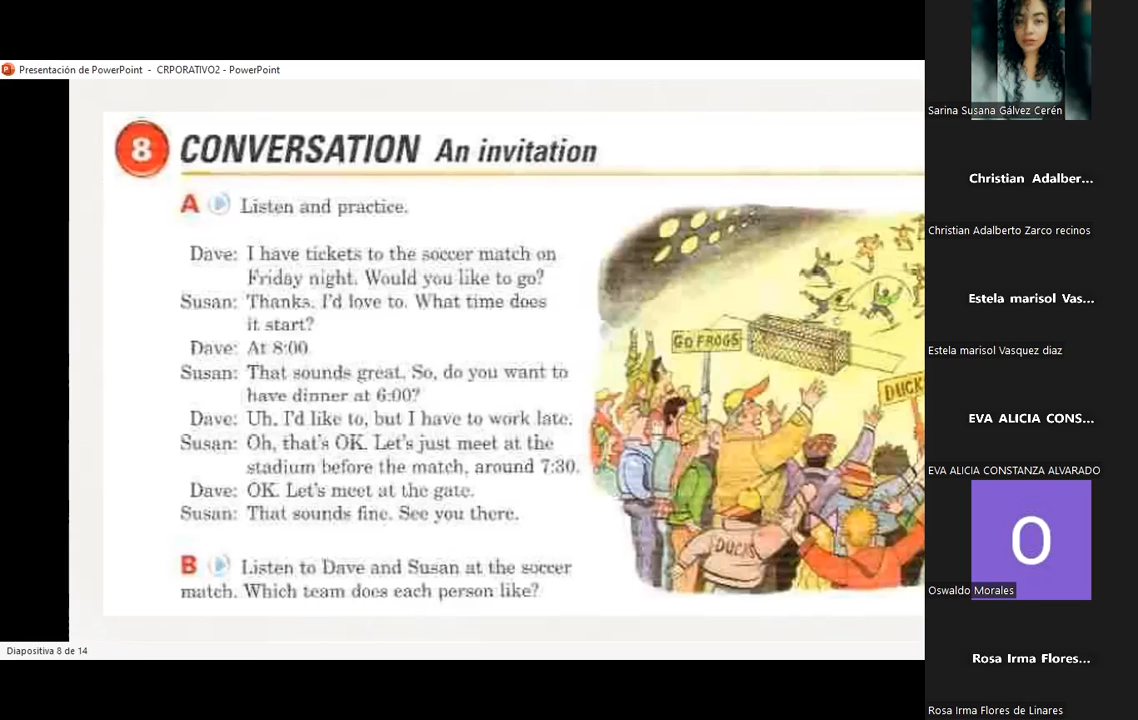 Presentación de PowerPoint - CRPORATIVO2 - PowerPoint
8 CONVERSATION An invitation
A Listen and practice.
Dave: I have tickets to the soccer match on
Friday night. Would you like to go?
Susan: Thanks. I'd love to. What time does
it start?
Dave: At 8:00
Susan: That sounds great. So, do you want to
have dinner at 6:00?
Dave: Uh, I'd like to, but I have to work late.
Susan: Oh, that's OK. Let's just meet at the
stadium before the match, around 7:30.
Dave: OK. Let's meet at the gate.
Susan: That sounds fine. See you there.
B Listen to Dave and Susan at the soccer
match. Which team does each person like?
GO FROGS
DUCK
DUCKS
Diapositiva 8 de 14
Sarina Susana Gálvez Cerén
Christian Adalber...
Christian Adalberto Zarco recinos
Estela marisol Vas...
Estela marisol Vasquez diaz
EVA ALICIA CONS...
EVA ALICIA CONSTANZA ALVARADO
O
Oswaldo Morales
Rosa Irma Flores...
Rosa Irma Flores de Linares